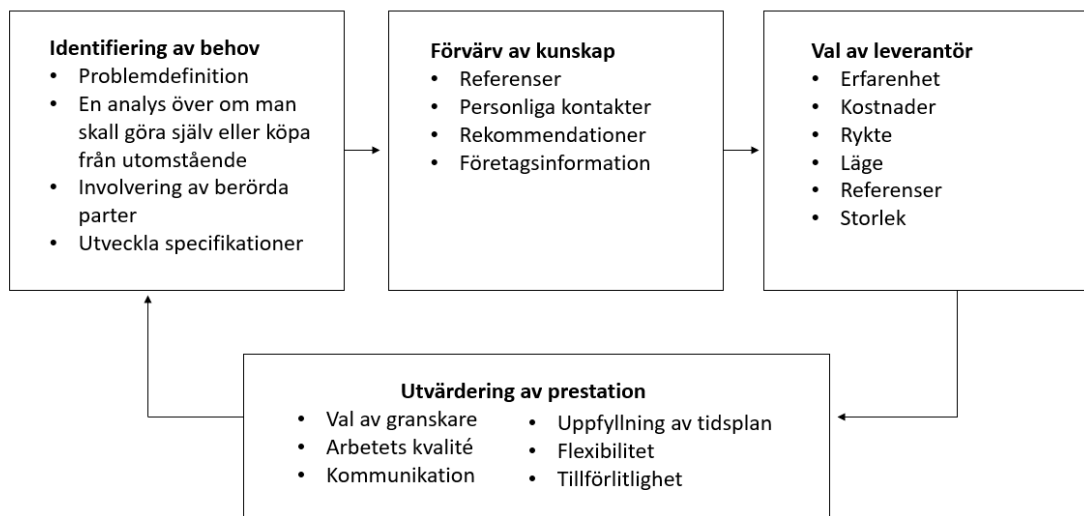 Identifiering av behov
• Problemdefinition
• En analys över om man
skall göra själv eller köpa
från utomstående
• Involvering av berörda
parter
• Utveckla specifikationer
Förvärv av kunskap
• Referenser
• Personliga kontakter
• Rekommendationer
• Företagsinformation
Val av leverantör
• Erfarenhet
• Kostnader
• Rykte
• Läge
• Referenser
• Storlek
Utvärdering av prestation
• Val av granskare
• Arbetets kvalité
• Kommunikation
• Uppfyllning av tidsplan
• Flexibilitet
• Tillförlitlighet